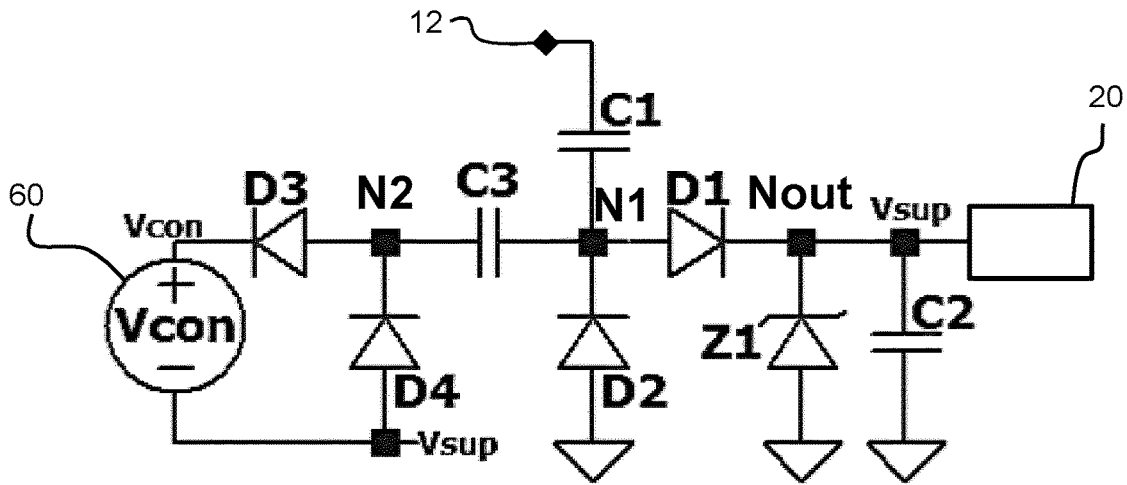 12
20
C1
60
D3
N2
C3
N1
D1
Nout
Vsup
Vcon
+
Vcon
−
D4
D2
Z1
C2
Vsup